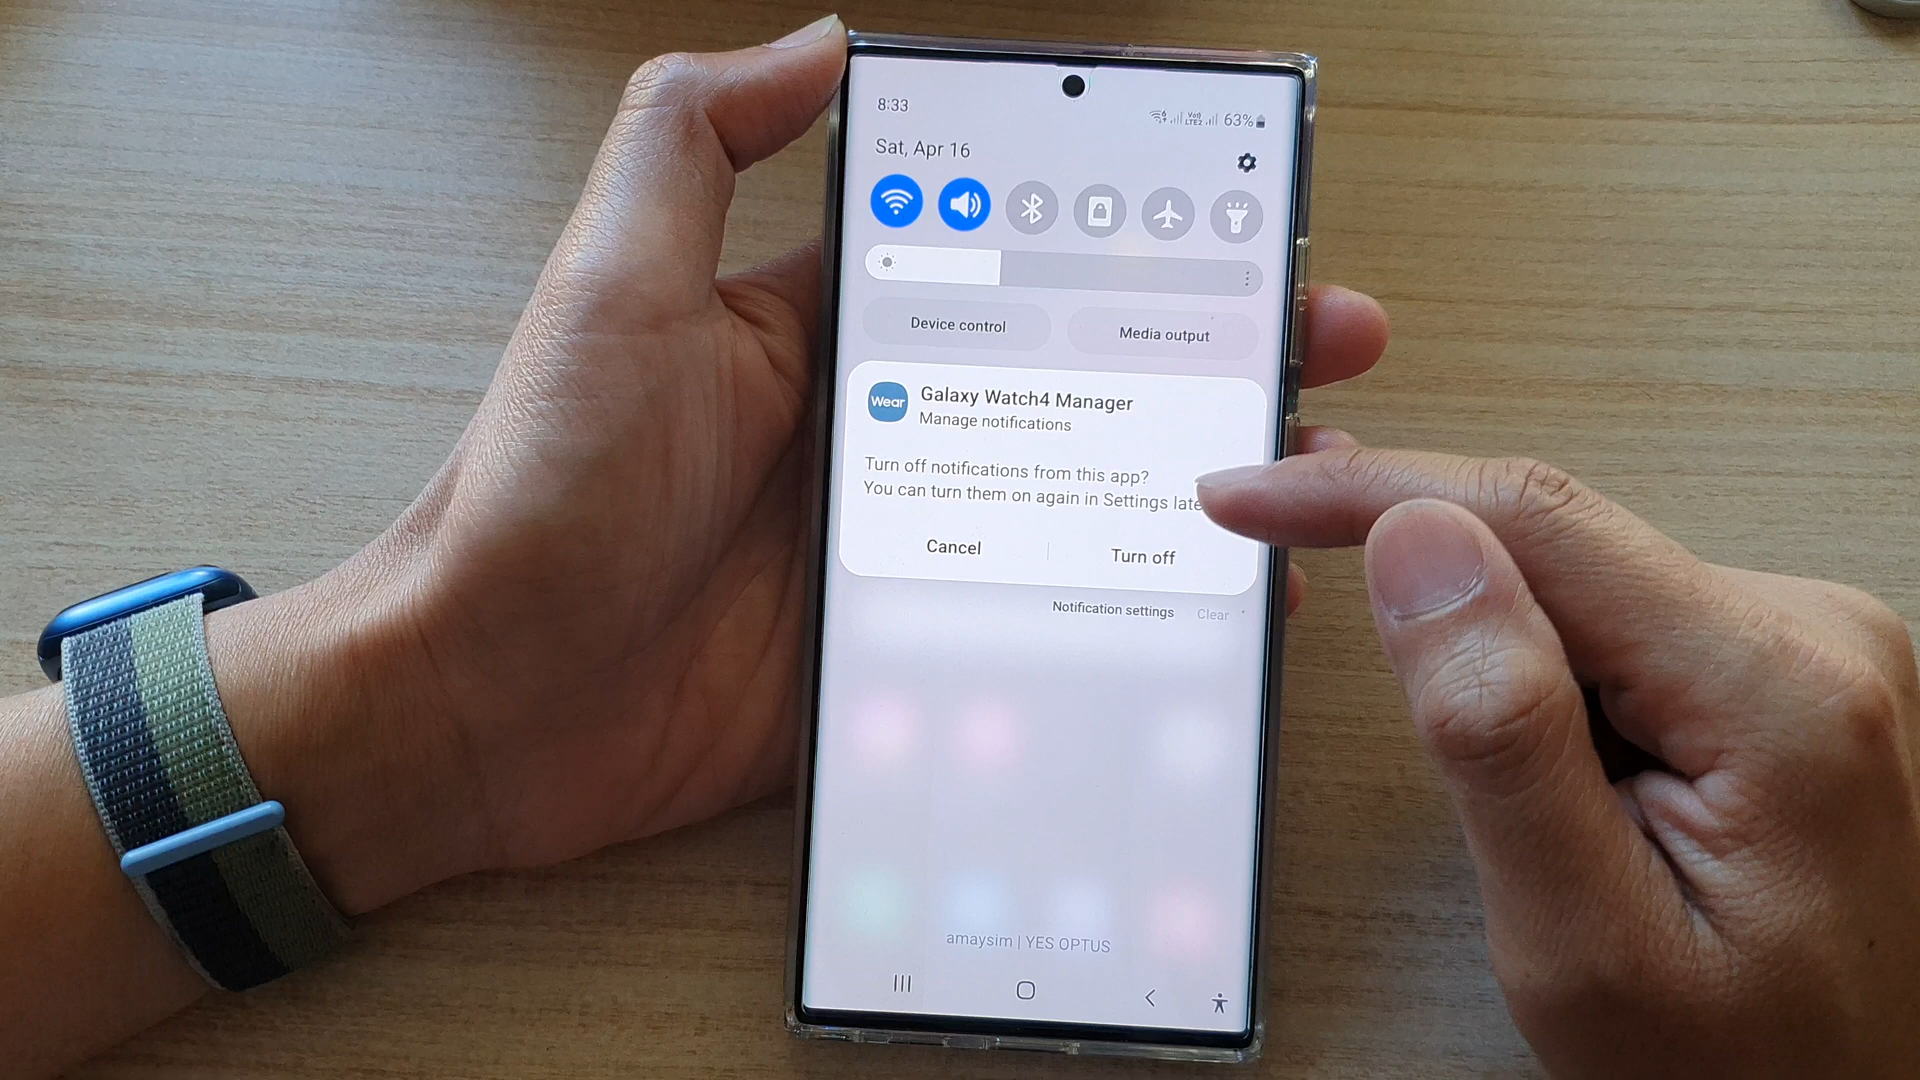 8:33
Vo)) LTE2 63%
Sat, Apr 16
Device control
Media output
Wear
Galaxy Watch4 Manager
Manage notifications
Turn off notifications from this app?
You can turn them on again in Settings late
Cancel
Turn off
Notification settings
Clear
amaysim | YES OPTUS